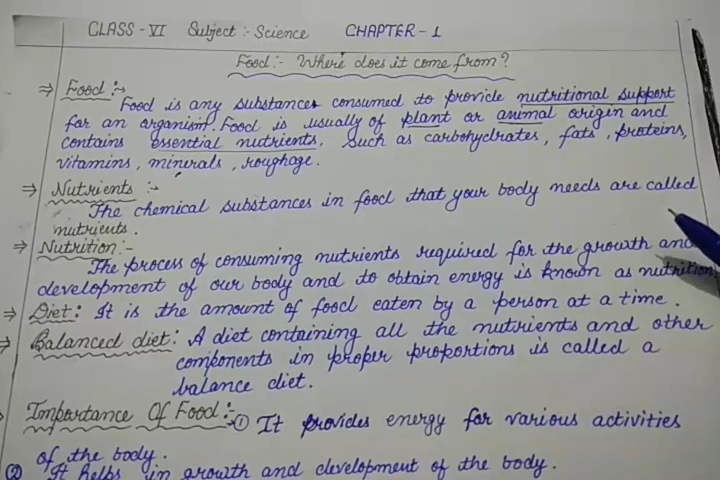 CLASS - VI Subject :- Science CHAPTER - 1
Food :- Where does it come from?
⇒ Food :-
Food is any substances consumed to provide nutritional support
for an organism. Food is usually of plant or animal origin and
contains essential nutrients. Such as carbohydrates, fats, proteins,
vitamins, minerals, roughage.
⇒ Nutrients :-
The chemical substances in food that your body needs are called
nutrients.
⇒ Nutrition :-
The process of consuming nutrients required for the growth and
development of our body and to obtain energy is known as nutrition
⇒ Diet : It is the amount of food eaten by a person at a time.
⇒ Balanced diet : A diet containing all the nutrients and other
components in proper proportions is called a
balance diet.
Importance Of Food :- → ① It provides energy for various activities
of the body.
② It helps in growth and development of the body.